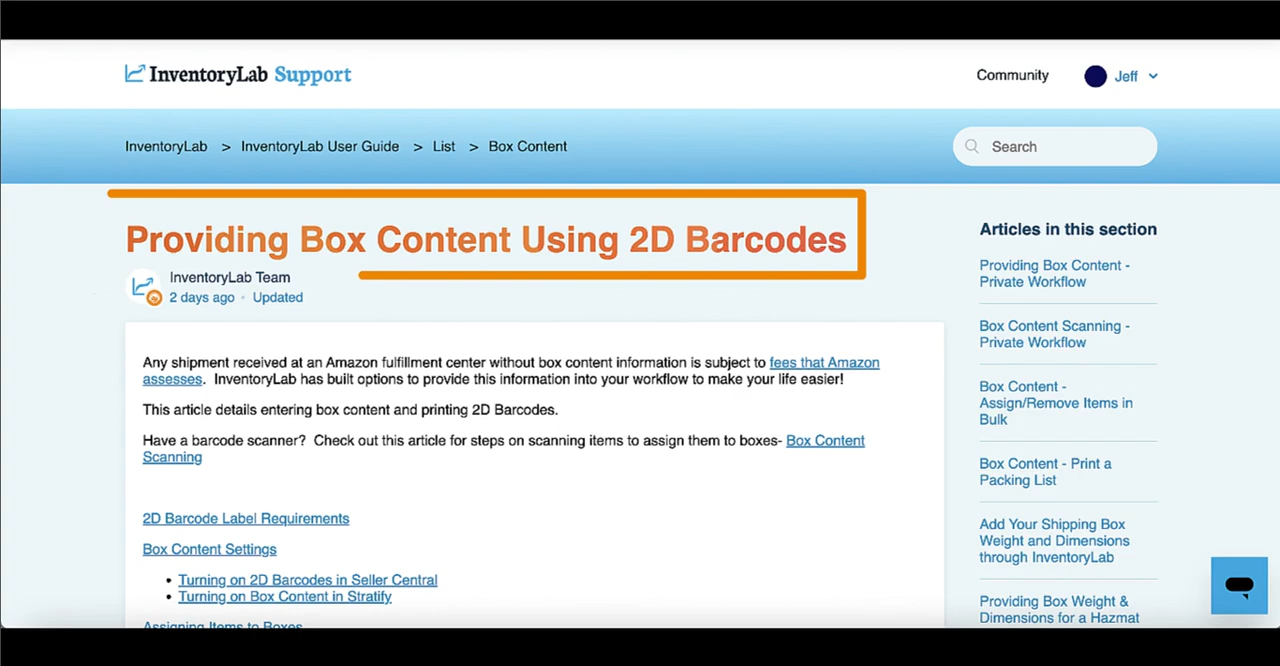 InventoryLab Support
Community
Jeff
InventoryLab > InventoryLab User Guide > List > Box Content
Search
Providing Box Content Using 2D Barcodes
InventoryLab Team
2 days ago • Updated
Any shipment received at an Amazon fulfillment center without box content information is subject to fees that Amazon
assesses. InventoryLab has built options to provide this information into your workflow to make your life easier!
This article details entering box content and printing 2D Barcodes.
Have a barcode scanner? Check out this article for steps on scanning items to assign them to boxes- Box Content
Scanning
2D Barcode Label Requirements
Box Content Settings
• Turning on 2D Barcodes in Seller Central
• Turning on Box Content in Stratify
Assigning Items to Boxes
Articles in this section
Providing Box Content -
Private Workflow
Box Content Scanning -
Private Workflow
Box Content -
Assign/Remove Items in
Bulk
Box Content - Print a
Packing List
Add Your Shipping Box
Weight and Dimensions
through InventoryLab
Providing Box Weight &
Dimensions for a Hazmat